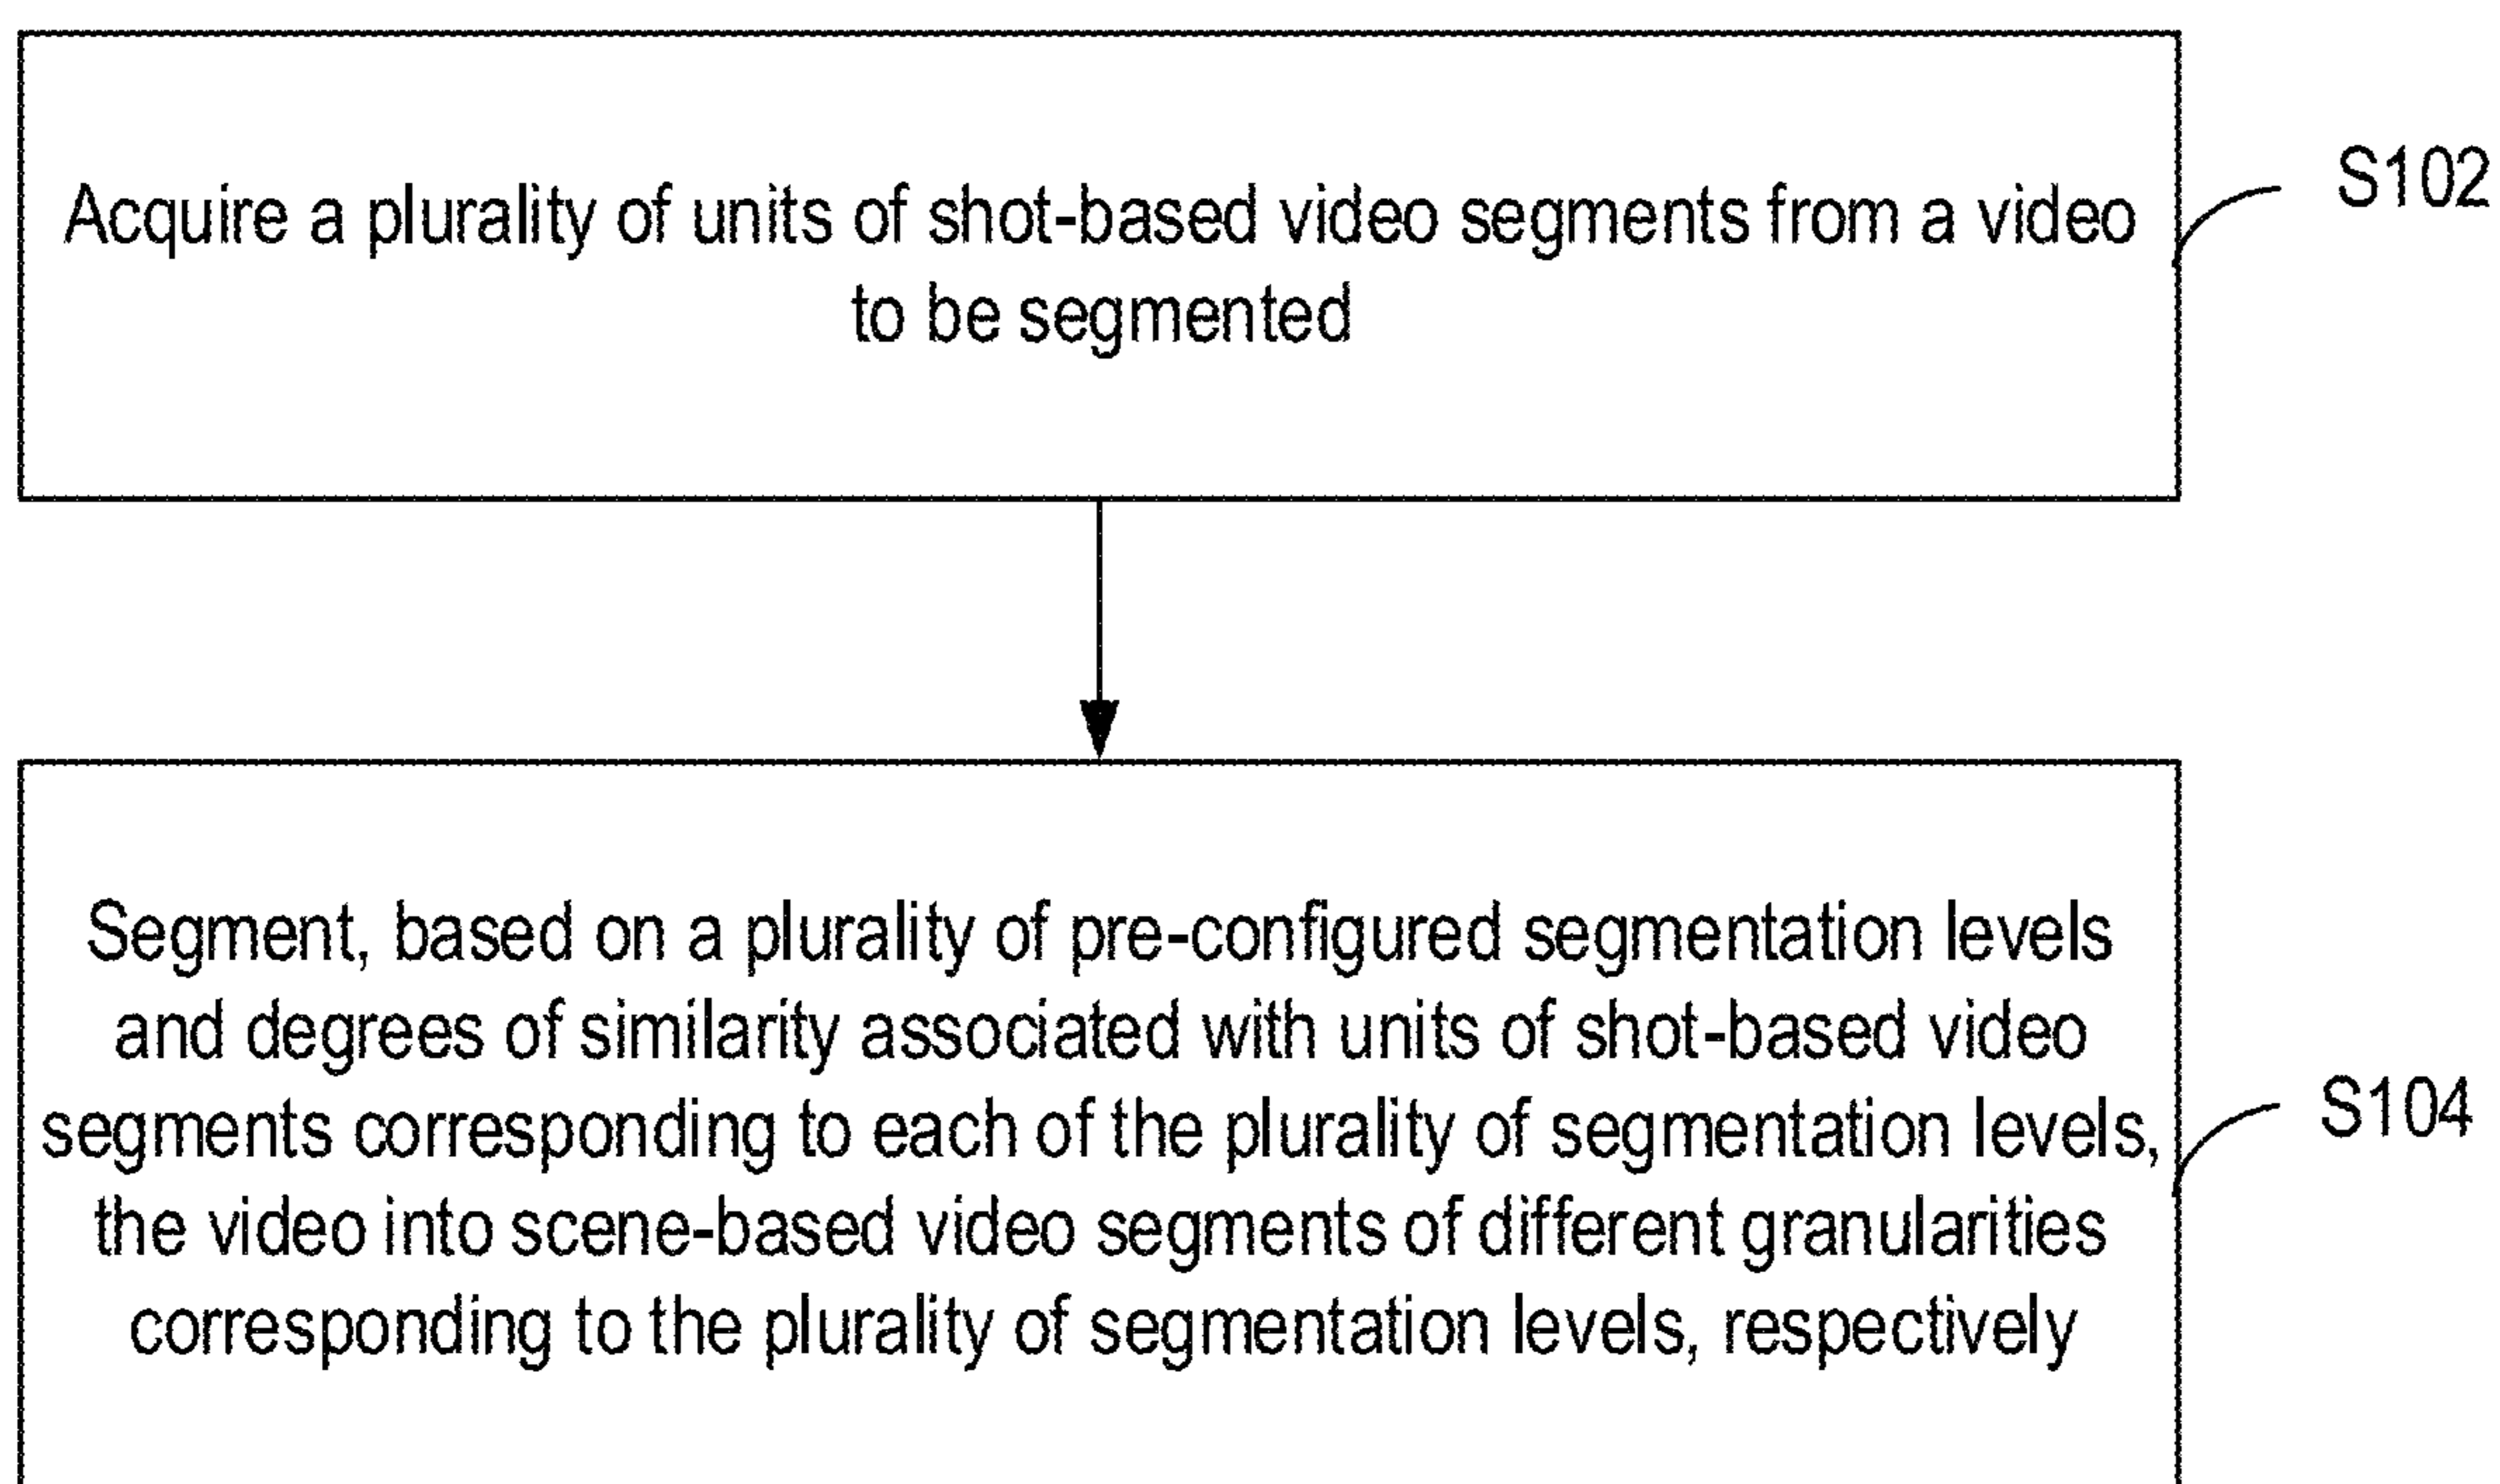 Acquire a plurality of units of shot-based video segments from a video
to be segmented
S102
Segment, based on a plurality of pre-configured segmentation levels
and degrees of similarity associated with units of shot-based video
segments corresponding to each of the plurality of segmentation levels,
the video into scene-based video segments of different granularities
corresponding to the plurality of segmentation levels, respectively
S104